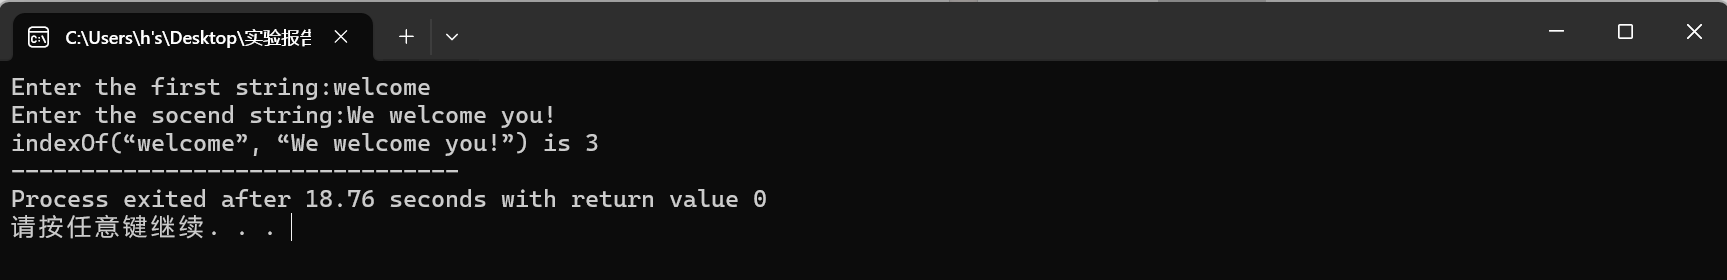 C:\Users\h's\Desktop\实验报告
Enter the first string:welcome
Enter the socend string:We welcome you!
indexOf(“welcome”, “We welcome you!”) is 3
--------------------------------
Process exited after 18.76 seconds with return value 0
请按任意键继续. . .